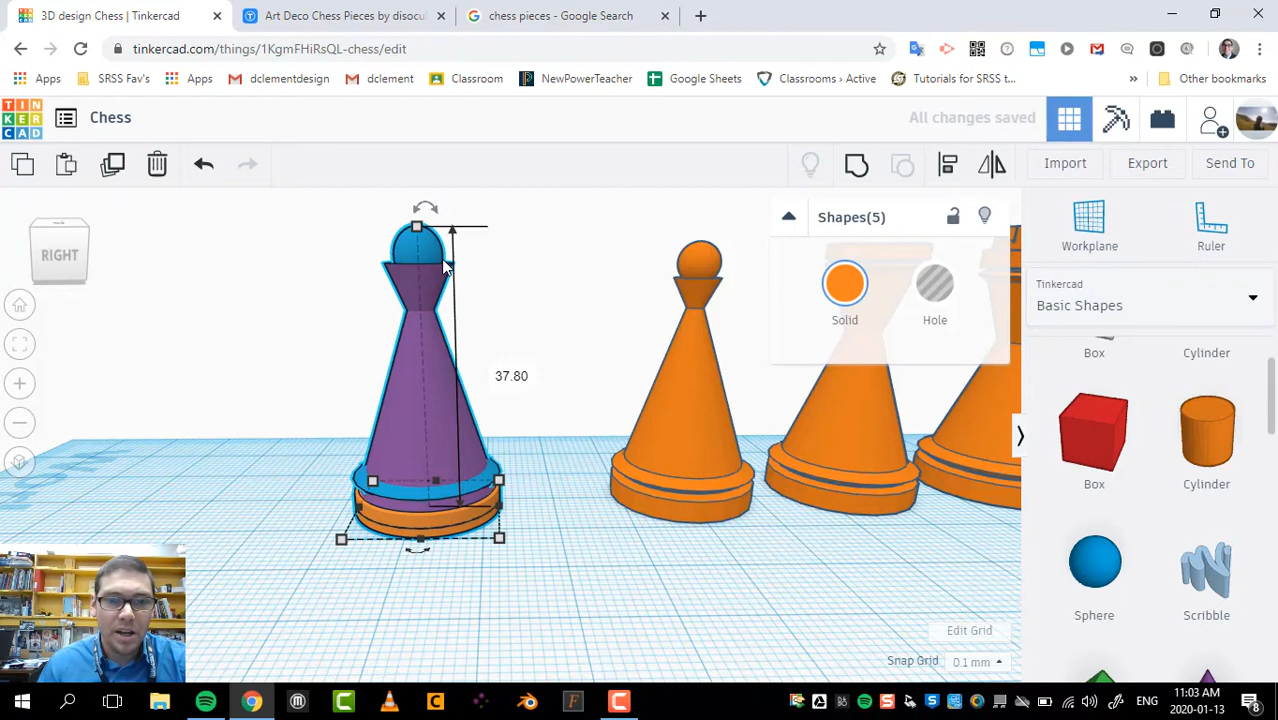 3D design Chess | Tinkercad
Art Deco Chess Pieces by disocul
chess pieces - Google Search
tinkercad.com/things/1KgmFHiRsQL-chess/edit
Apps
SRSS Fav's
Apps
dclementdesign
dclement
Classroom
NewPowerTeacher
Google Sheets
Classrooms › Active
Tutorials for SRSS t...
»
Other bookmarks
TIN
KER
CAD
Chess
All changes saved
Import
Export
Send To
RIGHT
Shapes(5)
Solid
Hole
37.80
Workplane
Ruler
Tinkercad
Basic Shapes
Box
Cylinder
Box
Cylinder
Sphere
Scribble
Edit Grid
Snap Grid
0.1 mm
ENG
11:03 AM
2020-01-13
8